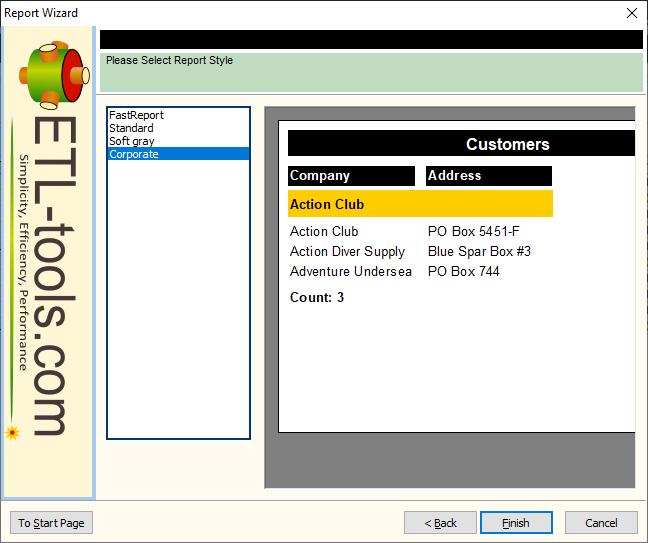 Report Wizard
Please Select Report Style
ETL-tools.com
Simplicity, Efficiency, Performance
FastReport
Standard
Soft gray
Corporate
Customers
Company Address
Action Club
Action Club PO Box 5451-F
Action Diver Supply Blue Spar Box #3
Adventure Undersea PO Box 744
Count: 3
To Start Page < Back Finish Cancel